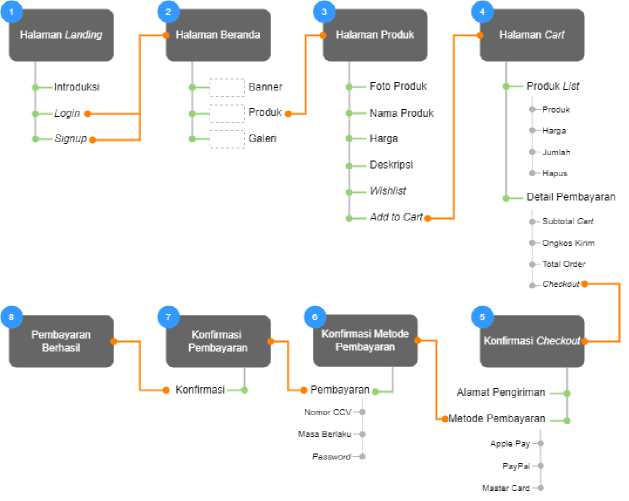 1
Halaman Landing
Introduksi
Login
Signup
2
Halaman Beranda
Banner
Produk
Galeri
3
Halaman Produk
Foto Produk
Nama Produk
Harga
Deskripsi
Wishlist
Add to Cart
4
Halaman Cart
Produk List
Produk
Harga
Jumlah
Hapus
Detail Pembayaran
Subtotal Cart
Ongkos Kirim
Total Order
Checkout
5
Konfirmasi Checkout
Alamat Pengiriman
Metode Pembayaran
Apple Pay
PayPal
Master Card
6
Konfirmasi Metode
Pembayaran
Pembayaran
Nomor CCV
Masa Berlaku
Password
7
Konfirmasi
Pembayaran
Konfirmasi
8
Pembayaran
Berhasil